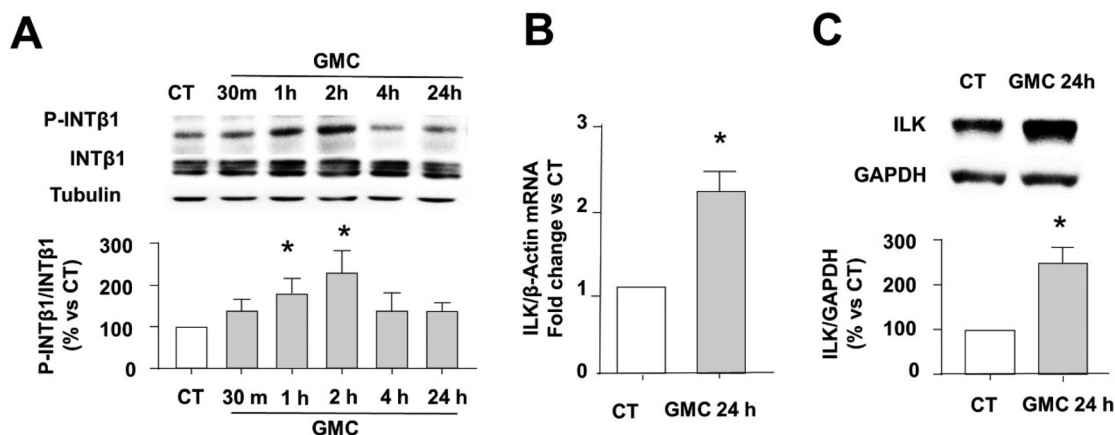 A
GMC
CT 30m 1h 2h 4h 24h
P-INTβ1
INTβ1
Tubulin
P-INTβ1/INTβ1
(% vs CT)
300
200
100
0
* *
CT 30 m 1 h 2 h 4 h 24 h
GMC
B
ILK/β-Actin mRNA
Fold change vs CT
3
2
1
0
*
CT GMC 24 h
C
CT GMC 24h
ILK
GAPDH
ILK/GAPDH
(% vs CT)
300
200
100
0
*
CT GMC 24 h